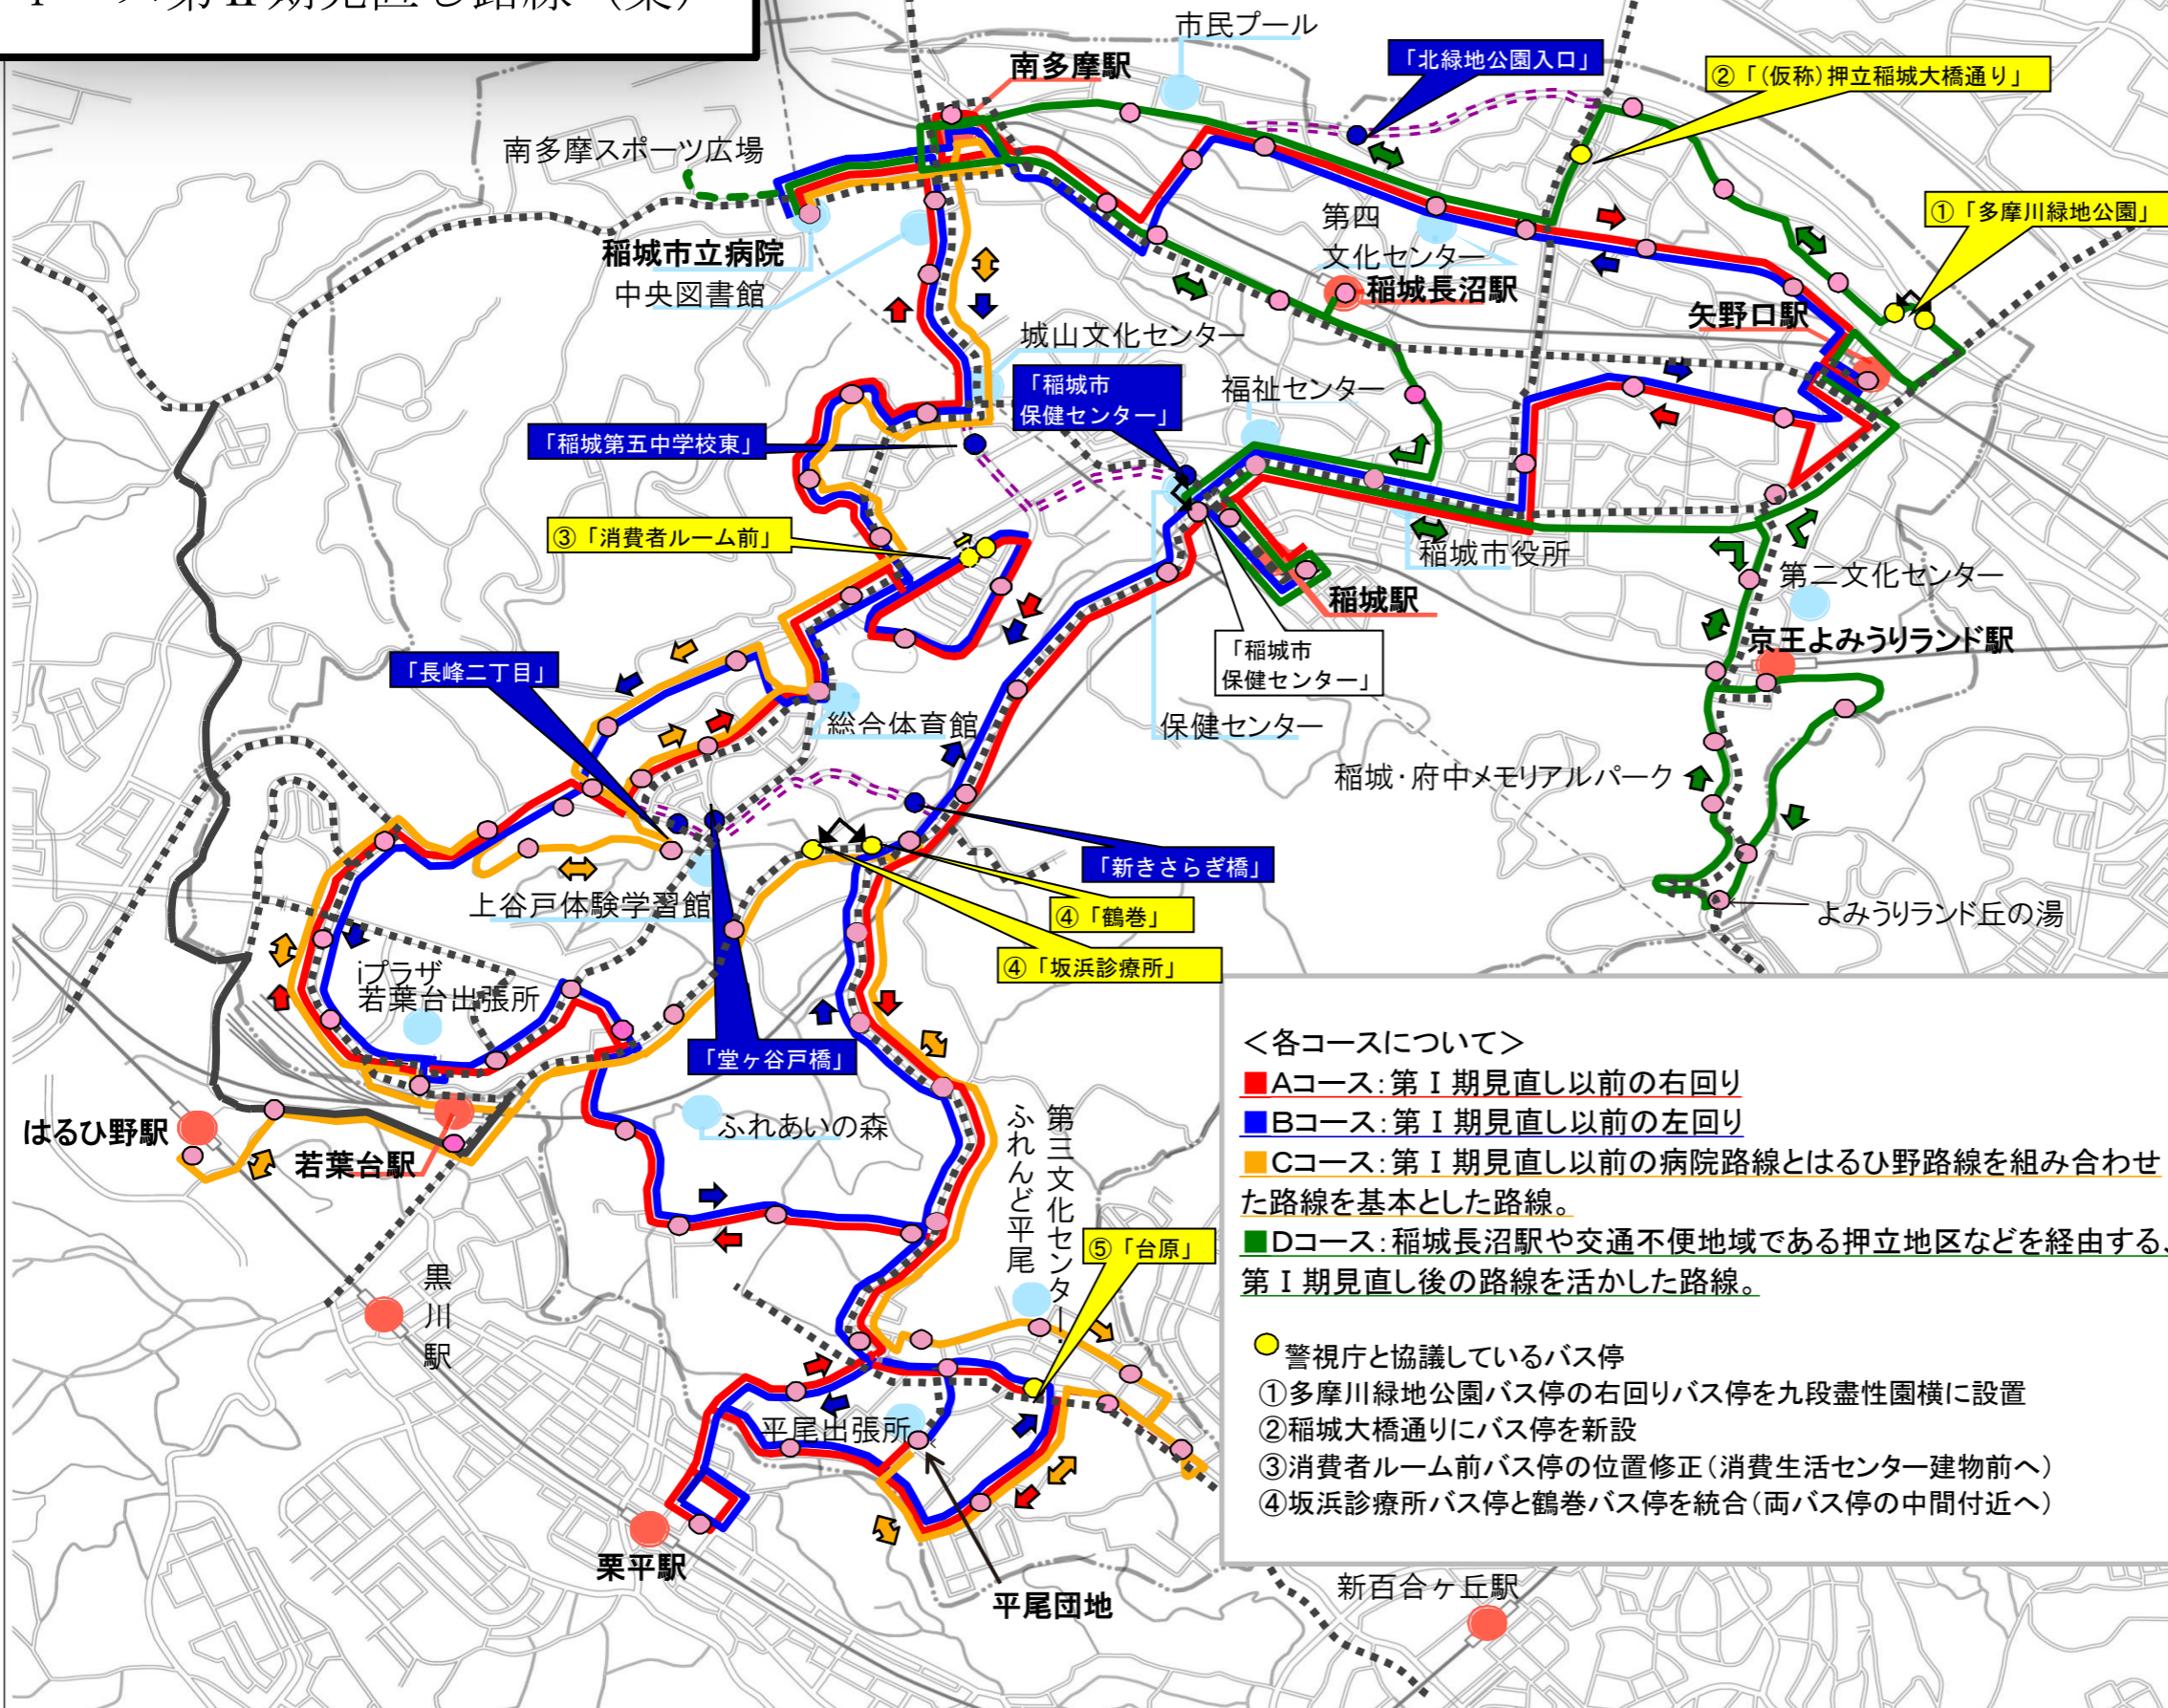 第Ⅱ期見直し路線（案）
市民プール
南多摩駅
「北緑地公園入口」
②「(仮称)押立稲城大橋通り」
南多摩スポーツ広場
①「多摩川緑地公園」
第四
文化センター
稲城市立病院
中央図書館
稲城長沼駅
矢野口駅
城山文化センター
「稲城市
保健センター」
福祉センター
「稲城第五中学校東」
③「消費者ルーム前」
稲城市役所
第二文化センター
稲城駅
京王よみうりランド駅
「稲城市
保健センター」
「長峰二丁目」
総合体育館
保健センター
稲城・府中メモリアルパーク
「新きさらぎ橋」
上谷戸体験学習館
④「鶴巻」
よみうりランド丘の湯
④「坂浜診療所」
iプラザ
若葉台出張所
「堂ヶ谷戸橋」
ふれあいの森
はるひ野駅
若葉台駅
第三文化センター
ふれんど平尾
⑤「台原」
黒川駅
平尾出張所
栗平駅
平尾団地
新百合ヶ丘駅
＜各コースについて＞
■Aコース：第Ⅰ期見直し以前の右回り
■Bコース：第Ⅰ期見直し以前の左回り
■Cコース：第Ⅰ期見直し以前の病院路線とはるひ野路線を組み合わせ
た路線を基本とした路線。
■Dコース：稲城長沼駅や交通不便地域である押立地区などを経由する、
第Ⅰ期見直し後の路線を活かした路線。
警視庁と協議しているバス停
①多摩川緑地公園バス停の右回りバス停を九段盡性園横に設置
②稲城大橋通りにバス停を新設
③消費者ルーム前バス停の位置修正（消費生活センター建物前へ）
④坂浜診療所バス停と鶴巻バス停を統合（両バス停の中間付近へ）